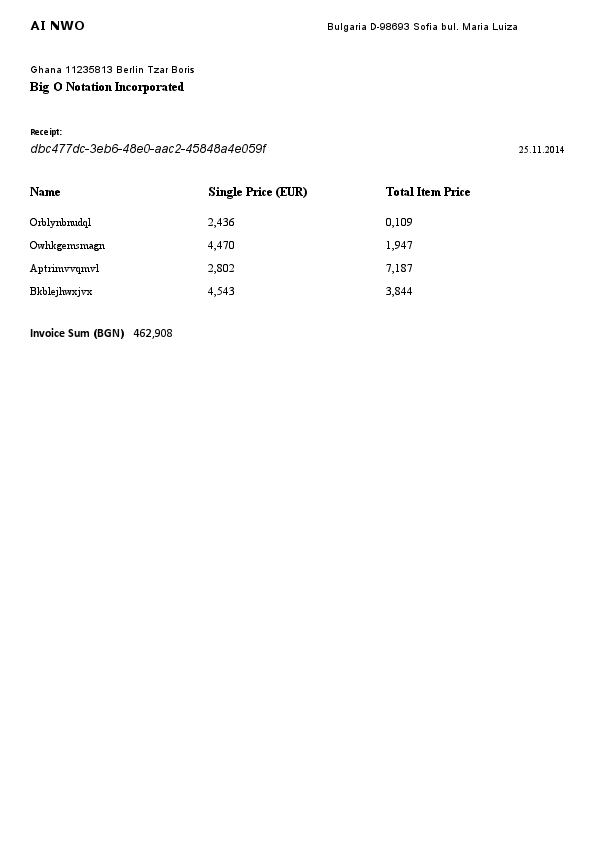 AI NWO Bulgaria D-98693 Sofia bul. Maria Luiza
Ghana 11235813 Berlin Tzar Boris
Big O Notation Incorporated
Receipt:
dbc477dc-3eb6-48e0-aac2-45848a4e059f 25.11.2014
Name Single Price (EUR) Total Item Price
Orblynbnudql 2,436 0,109
Owhkgemsmagn 4,470 1,947
Aptrimvvqmvl 2,802 7,187
Bkblejhwxjvx 4,543 3,844
Invoice Sum (BGN) 462,908